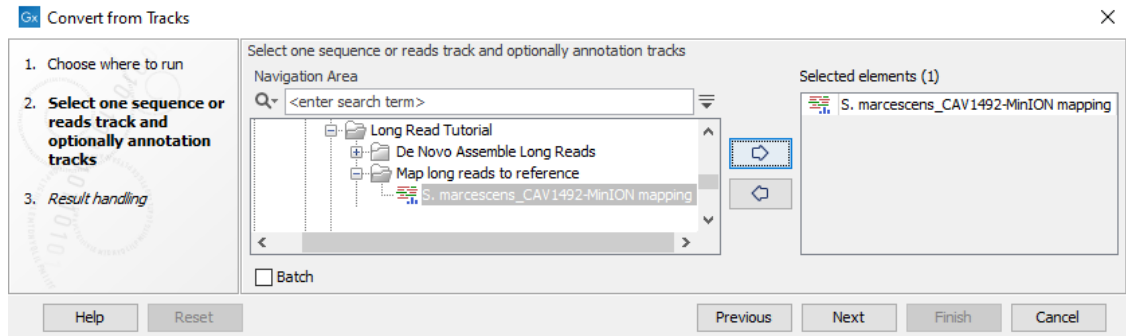 Gx Convert from Tracks
1. Choose where to run
2. Select one sequence or
reads track and
optionally annotation
tracks
3. Result handling
Select one sequence or reads track and optionally annotation tracks
Navigation Area
<enter search term>
Long Read Tutorial
De Novo Assemble Long Reads
Map long reads to reference
S. marcescens_CAV1492-MinION mapping
Batch
Selected elements (1)
S. marcescens_CAV1492-MinION mapping
Help
Reset
Previous
Next
Finish
Cancel